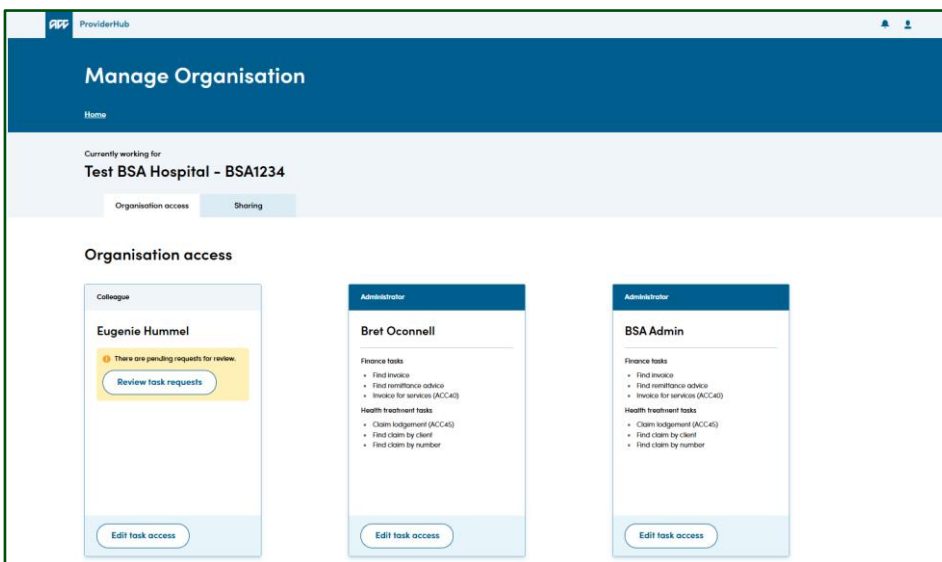 ACC ProviderHub
Manage Organisation
Home
Currently working for
Test BSA Hospital - BSA1234
Organisation access Sharing
Organisation access
Colleague
Eugenie Hummel
There are pending requests for review.
Review task requests
Edit task access
Administrator
Bret Oconnell
Finance tasks
Find invoice
Find remittance advice
Invoice for services (ACC40)
Health treatment tasks
Claim lodgement (ACC45)
Find claim by client
Find claim by number
Edit task access
Administrator
BSA Admin
Finance tasks
Find invoice
Find remittance advice
Invoice for services (ACC40)
Health treatment tasks
Claim lodgement (ACC45)
Find claim by client
Find claim by number
Edit task access